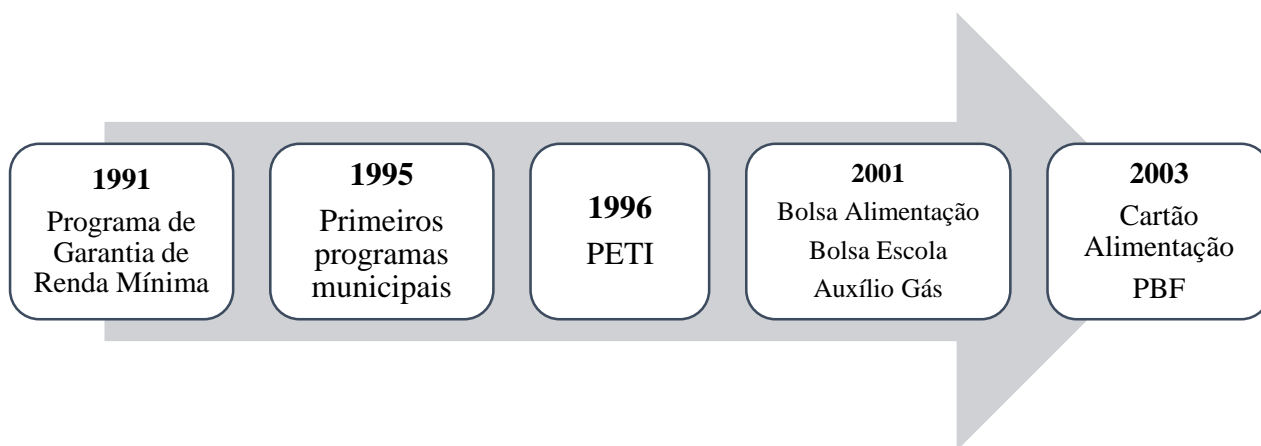 1991
Programa de
Garantia de
Renda Mínima
1995
Primeiros
programas
municipais
1996
PETI
2001
Bolsa Alimentação
Bolsa Escola
Auxílio Gás
2003
Cartão
Alimentação
PBF